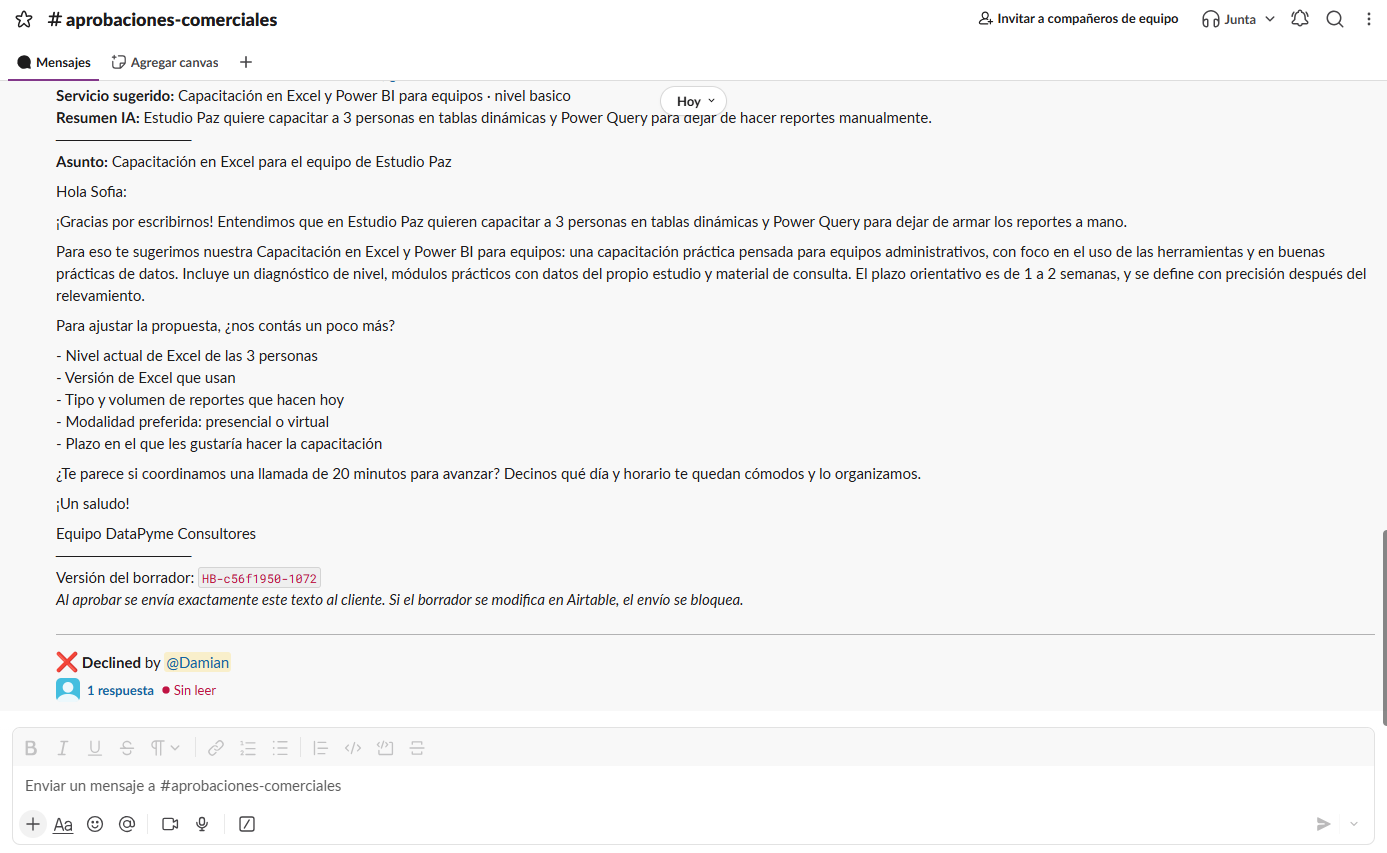 # aprobaciones-comerciales
Invitar a compañeros de equipo
Junta
Mensajes
Agregar canvas
Servicio sugerido: Capacitación en Excel y Power BI para equipos · nivel basico
Hoy
Resumen IA: Estudio Paz quiere capacitar a 3 personas en tablas dinámicas y Power Query para dejar de hacer reportes manualmente.
Asunto: Capacitación en Excel para el equipo de Estudio Paz
Hola Sofia:
¡Gracias por escribirnos! Entendimos que en Estudio Paz quieren capacitar a 3 personas en tablas dinámicas y Power Query para dejar de armar los reportes a mano.
Para eso te sugerimos nuestra Capacitación en Excel y Power BI para equipos: una capacitación práctica pensada para equipos administrativos, con foco en el uso de las herramientas y en buenas
prácticas de datos. Incluye un diagnóstico de nivel, módulos prácticos con datos del propio estudio y material de consulta. El plazo orientativo es de 1 a 2 semanas, y se define con precisión después del
relevamiento.
Para ajustar la propuesta, ¿nos contás un poco más?
- Nivel actual de Excel de las 3 personas
- Versión de Excel que usan
- Tipo y volumen de reportes que hacen hoy
- Modalidad preferida: presencial o virtual
- Plazo en el que les gustaría hacer la capacitación
¿Te parece si coordinamos una llamada de 20 minutos para avanzar? Decinos qué día y horario te quedan cómodos y lo organizamos.
¡Un saludo!
Equipo DataPyme Consultores
Versión del borrador: HB-c56f1950-1072
Al aprobar se envía exactamente este texto al cliente. Si el borrador se modifica en Airtable, el envío se bloquea.
❌ Declined by @Damian
1 respuesta ● Sin leer
Enviar un mensaje a #aprobaciones-comerciales
Aa